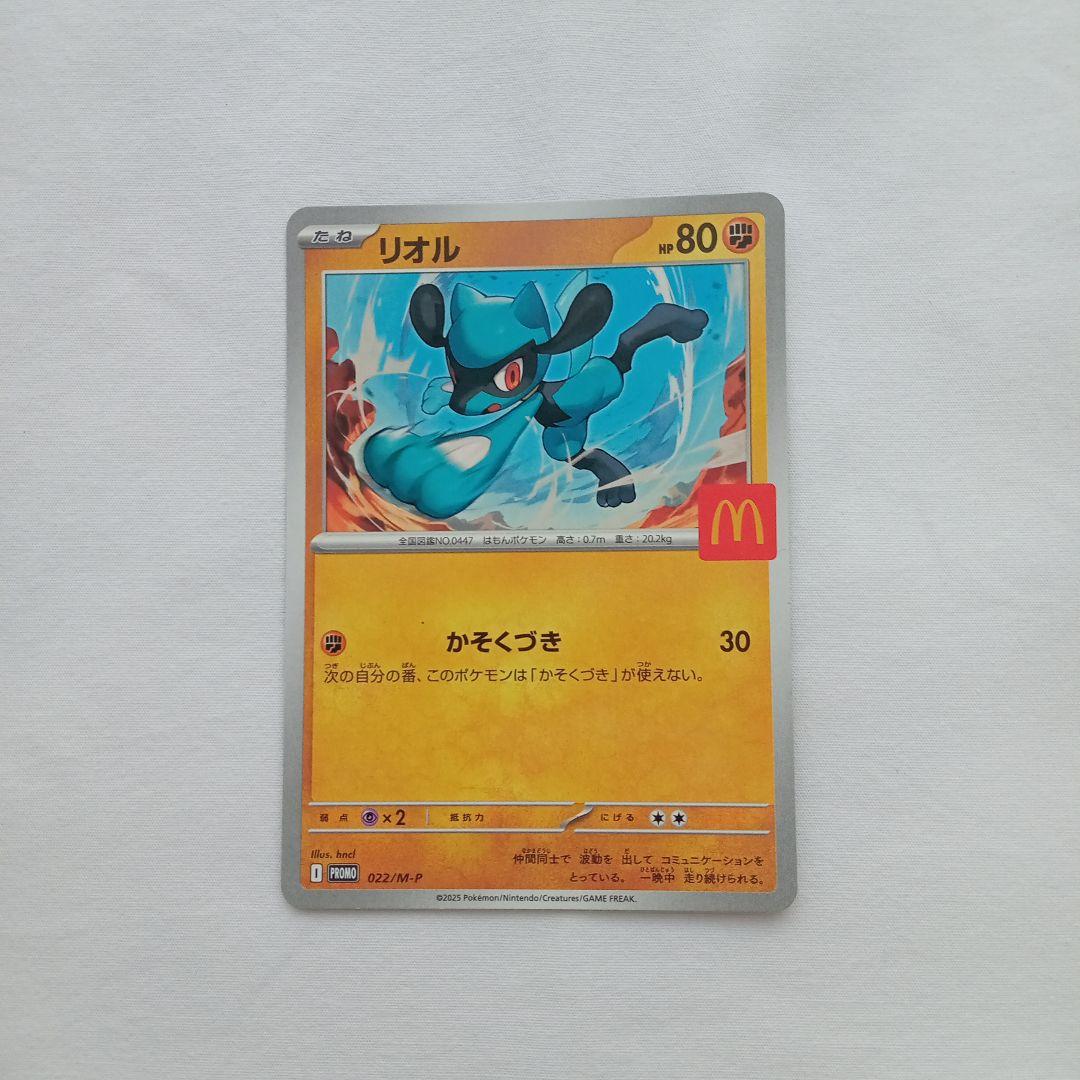 たね リオル HP 80
全国図鑑NO.0447 はもんポケモン 高さ：0.7m 重さ：20.2kg
かそくづき 30
次の自分の番、このポケモンは「かそくづき」が使えない。
弱点 ×2 抵抗力 にげる
Illus. hncl
仲間同士で 波動を 出して コミュニケーションを
とっている。 一晩中 走り続けられる。
I PROMO 022/M-P
©2025 Pokémon/Nintendo/Creatures/GAME FREAK.